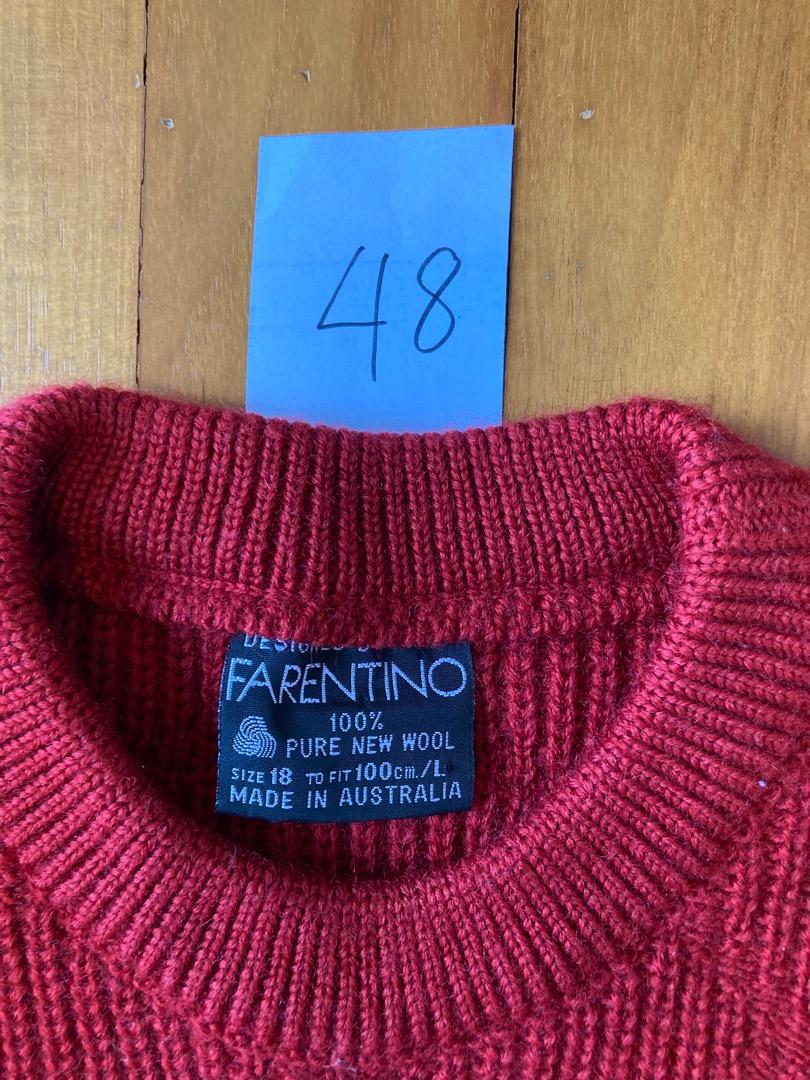 48
FARENTINO
100%
PURE NEW WOOL
SIZE 18 TO FIT 100cm./L
MADE IN AUSTRALIA